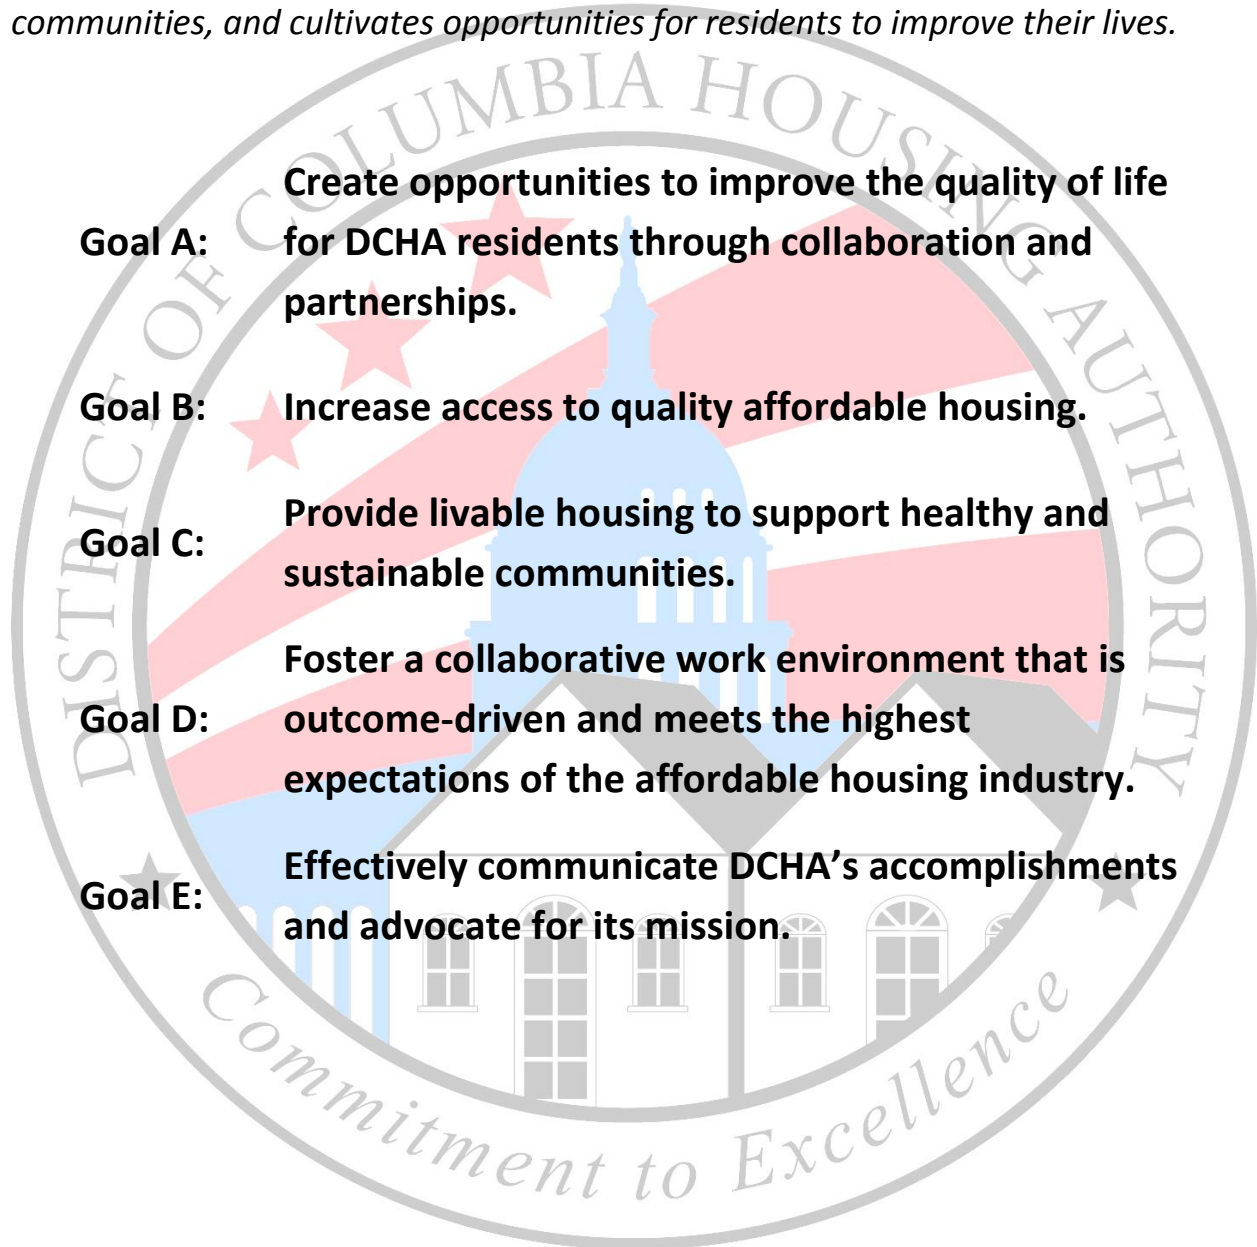 communities, and cultivates opportunities for residents to improve their lives.
DISTRICT OF COLUMBIA HOUSING AUTHORITY
Create opportunities to improve the quality of life
Goal A: for DCHA residents through collaboration and
partnerships.
Goal B: Increase access to quality affordable housing.
Provide livable housing to support healthy and
Goal C:
sustainable communities.
Foster a collaborative work environment that is
Goal D: outcome-driven and meets the highest
expectations of the affordable housing industry.
Effectively communicate DCHA’s accomplishments
Goal E:
and advocate for its mission.
Commitment to Excellence